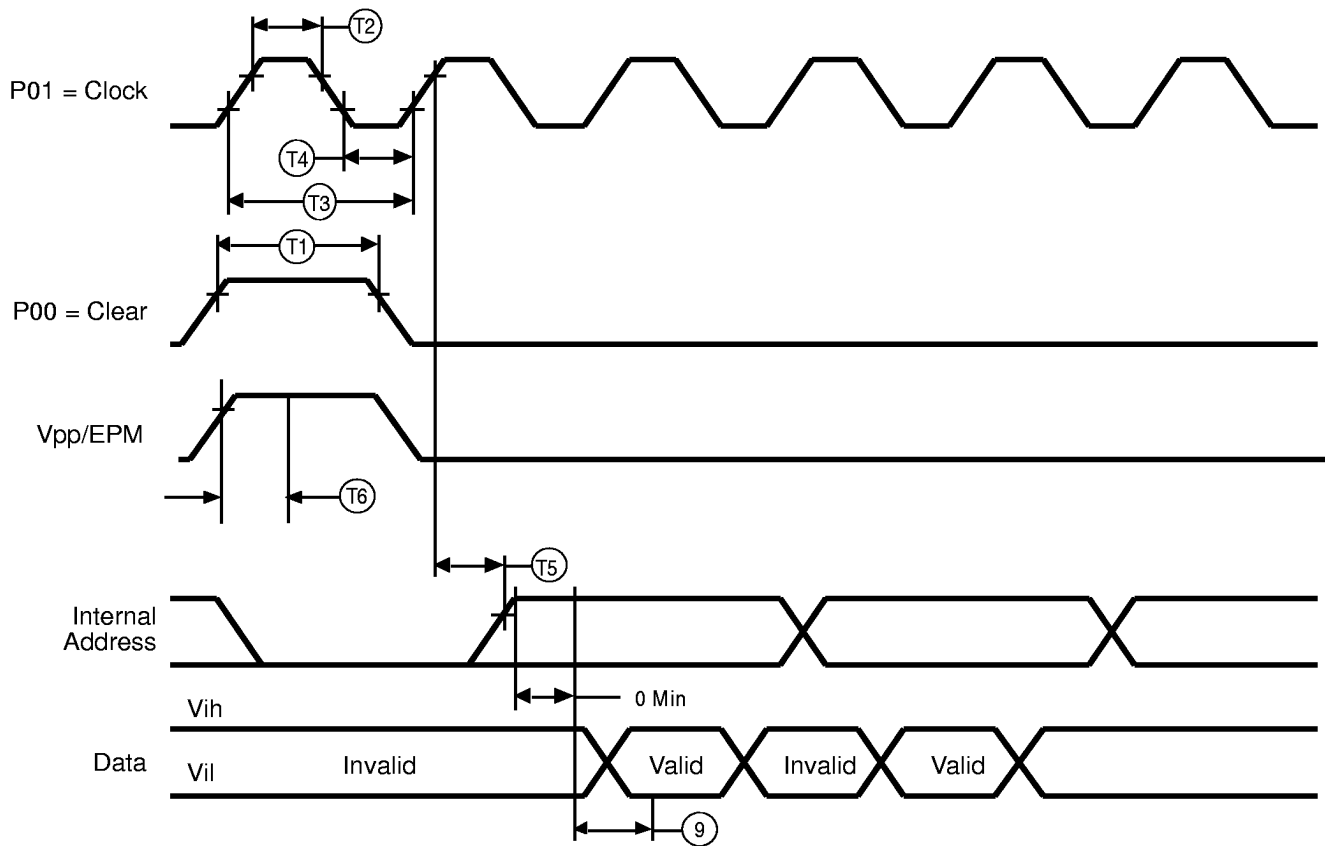 T2
P01 = Clock
T4
T3
T1
P00 = Clear
Vpp/EPM
T6
T5
Internal
Address
0 Min
Vih
Data
Vil
Invalid
Valid
Invalid
Valid
9